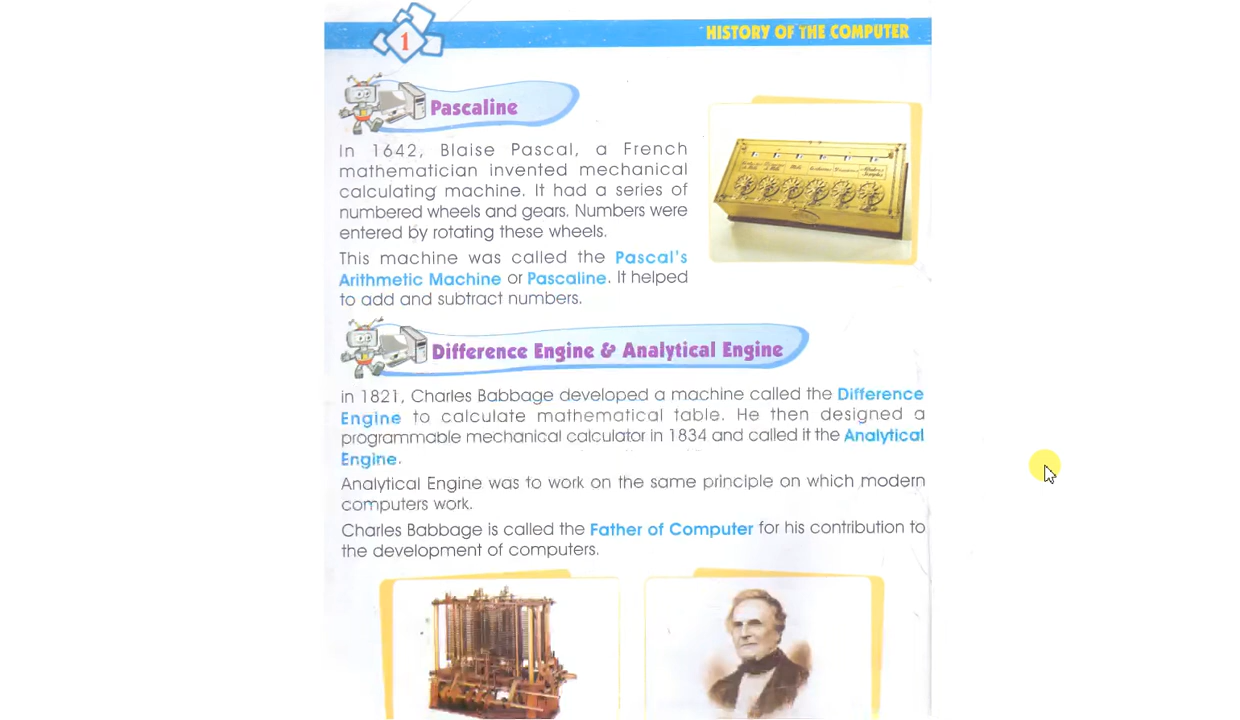 1
HISTORY OF THE COMPUTER
Pascaline
In 1642, Blaise Pascal, a French
mathematician invented mechanical
calculating machine. It had a series of
numbered wheels and gears. Numbers were
entered by rotating these wheels.
This machine was called the Pascal's
Arithmetic Machine or Pascaline. It helped
to add and subtract numbers.
Difference Engine & Analytical Engine
in 1821, Charles Babbage developed a machine called the Difference
Engine to calculate mathematical table. He then designed a
programmable mechanical calculator in 1834 and called it the Analytical
Engine.
Analytical Engine was to work on the same principle on which modern
computers work.
Charles Babbage is called the Father of Computer for his contribution to
the development of computers.